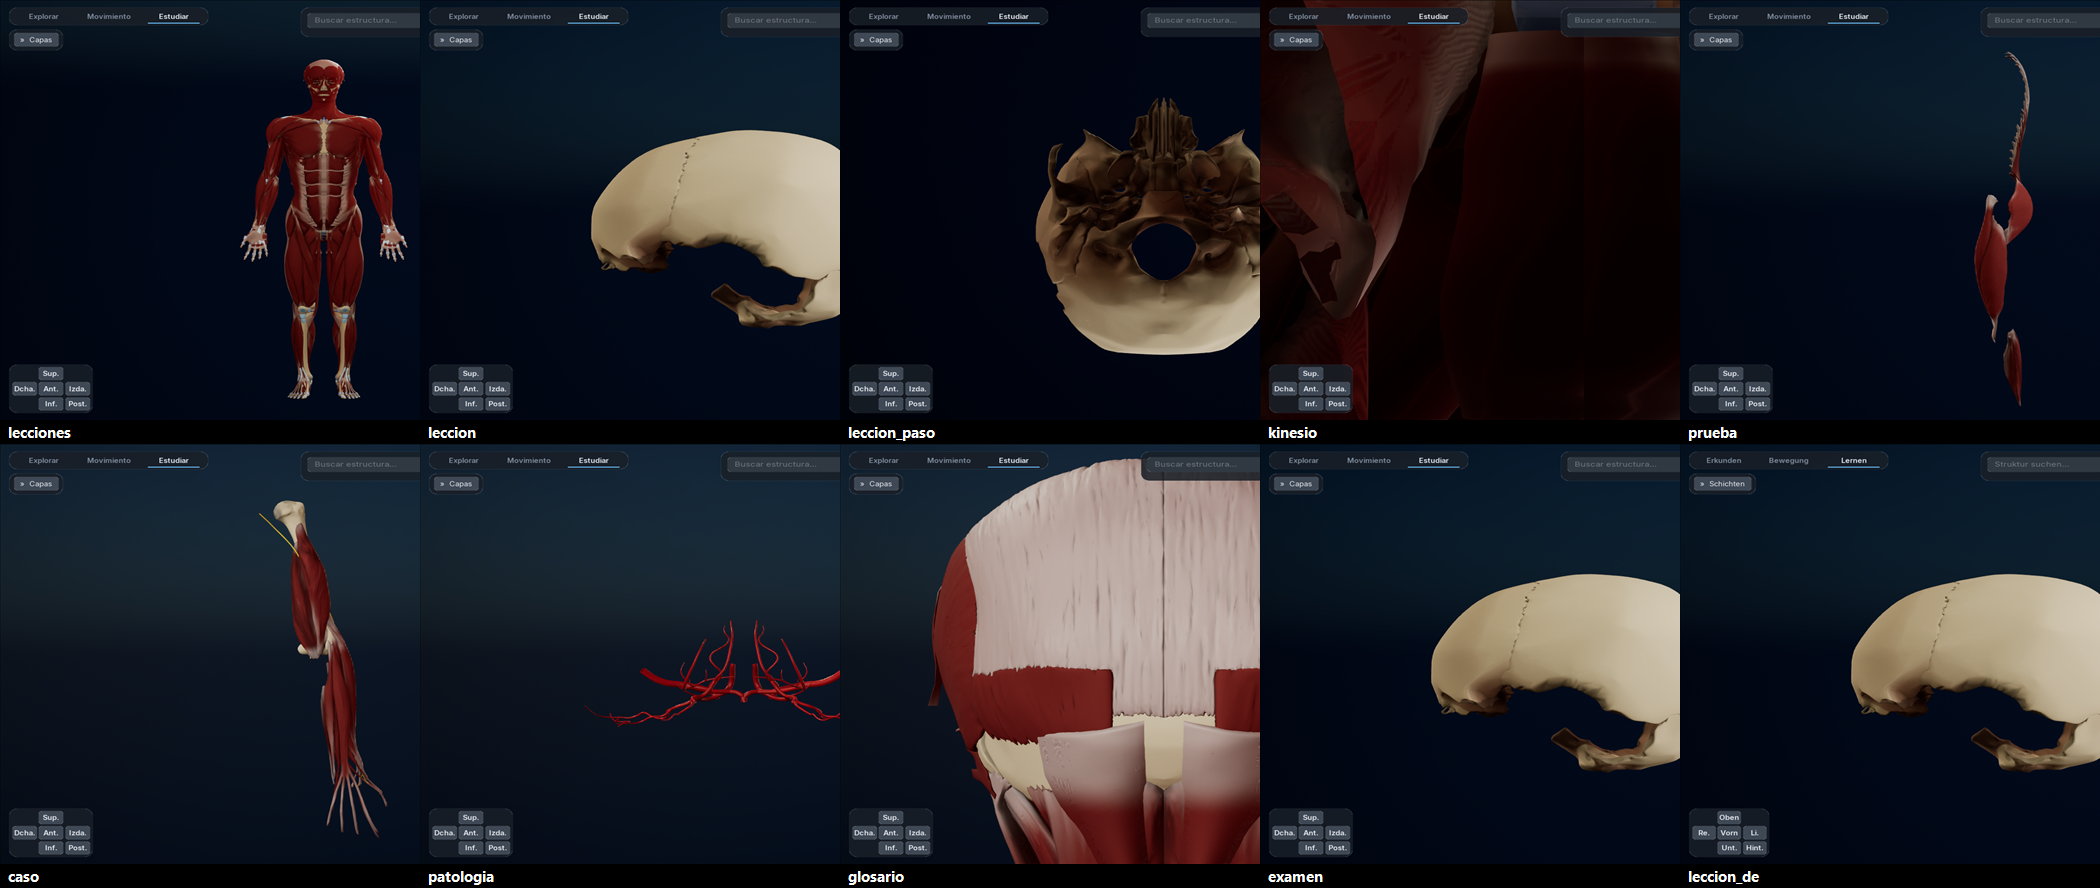 Explorar Movimiento Estudiar Buscar estructura...
» Capas
Sup.
Dcha. Ant. Izda.
Inf. Post.
lecciones
Explorar Movimiento Estudiar Buscar estructura...
» Capas
Sup.
Dcha. Ant. Izda.
Inf. Post.
leccion
Explorar Movimiento Estudiar Buscar estructura...
» Capas
Sup.
Dcha. Ant. Izda.
Inf. Post.
leccion_paso
Explorar Movimiento Estudiar Buscar estructura...
» Capas
Sup.
Dcha. Ant. Izda.
Inf. Post.
kinesio
Explorar Movimiento Estudiar Buscar estructura...
» Capas
Sup.
Dcha. Ant. Izda.
Inf. Post.
prueba
Explorar Movimiento Estudiar Buscar estructura...
» Capas
Sup.
Dcha. Ant. Izda.
Inf. Post.
caso
Explorar Movimiento Estudiar Buscar estructura...
» Capas
Sup.
Dcha. Ant. Izda.
Inf. Post.
patologia
Explorar Movimiento Estudiar Buscar estructura...
» Capas
Sup.
Dcha. Ant. Izda.
Inf. Post.
glosario
Explorar Movimiento Estudiar Buscar estructura...
» Capas
Sup.
Dcha. Ant. Izda.
Inf. Post.
examen
Erkunden Bewegung Lernen Struktur suchen...
» Schichten
Oben
Re. Vorn Li.
Unt. Hint.
leccion_de